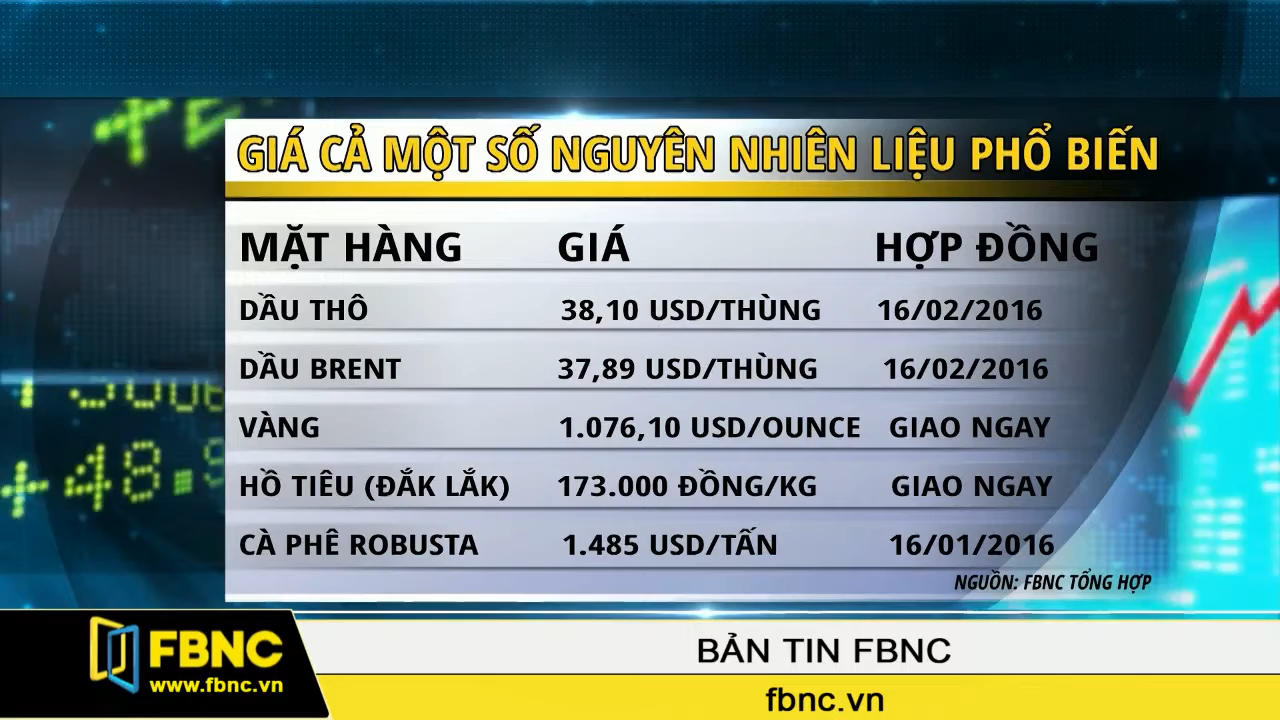 GIÁ CẢ MỘT SỐ NGUYÊN NHIÊN LIỆU PHỔ BIẾN
MẶT HÀNG GIÁ HỢP ĐỒNG
DẦU THÔ 38,10 USD/THÙNG 16/02/2016
DẦU BRENT 37,89 USD/THÙNG 16/02/2016
VÀNG 1.076,10 USD/OUNCE GIAO NGAY
HỒ TIÊU (ĐẮK LẮK) 173.000 ĐỒNG/KG GIAO NGAY
CÀ PHÊ ROBUSTA 1.485 USD/TẤN 16/01/2016
NGUỒN: FBNC TỔNG HỢP
FBNC
www.fbnc.vn
BẢN TIN FBNC
fbnc.vn